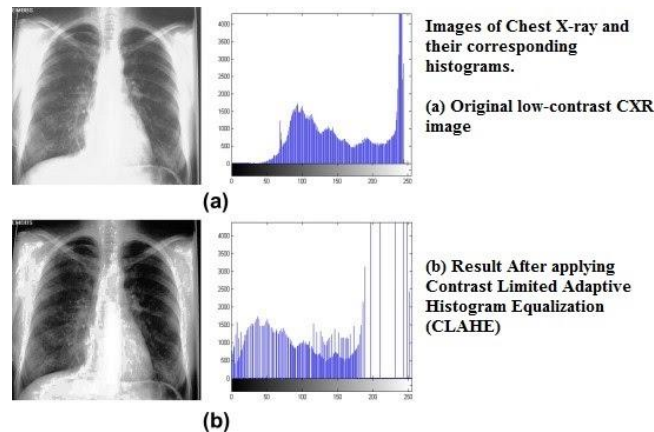 Images of Chest X-ray and
their corresponding
histograms.
(a) Original low-contrast CXR
image
4000
3500
3000
2500
2000
1500
1000
500
0
0 50 100 150 200 250
(a)
(b) Result After applying
Contrast Limited Adaptive
Histogram Equalization
(CLAHE)
4000
3500
3000
2500
2000
1500
1000
500
0
0 50 100 150 200 250
(b)